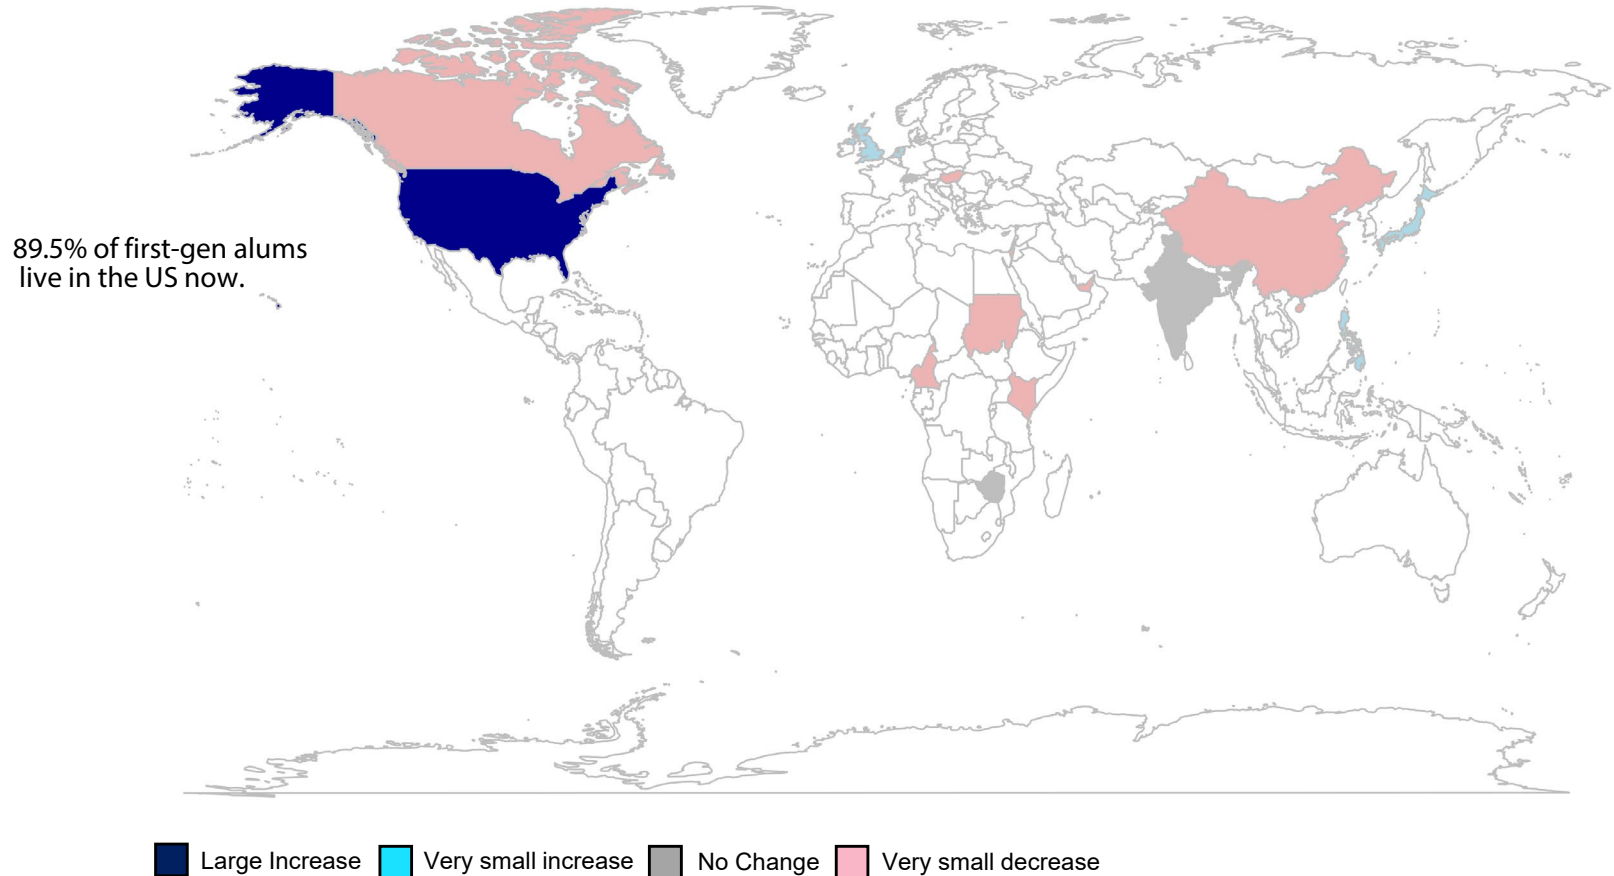 89.5% of first-gen alums
live in the US now.
Large Increase Very small increase No Change Very small decrease